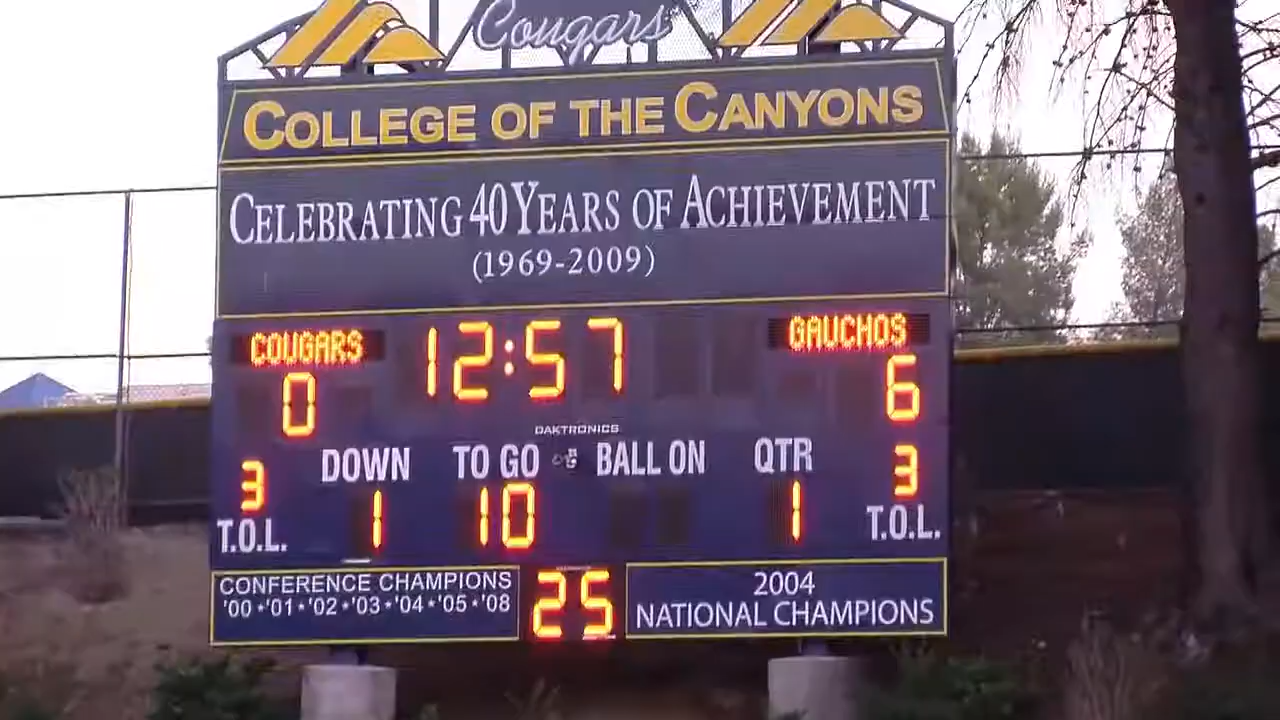 Cougars
COLLEGE OF THE CANYONS
CELEBRATING 40 YEARS OF ACHIEVEMENT
(1969-2009)
COUGARS 12:57 GAUCHOS
0 6
DAKTRONICS
DOWN TO GO BALL ON QTR
3 1 10 1 3
T.O.L. T.O.L.
CONFERENCE CHAMPIONS
'00★'01★'02★'03★'04★'05★'08
25
2004
NATIONAL CHAMPIONS